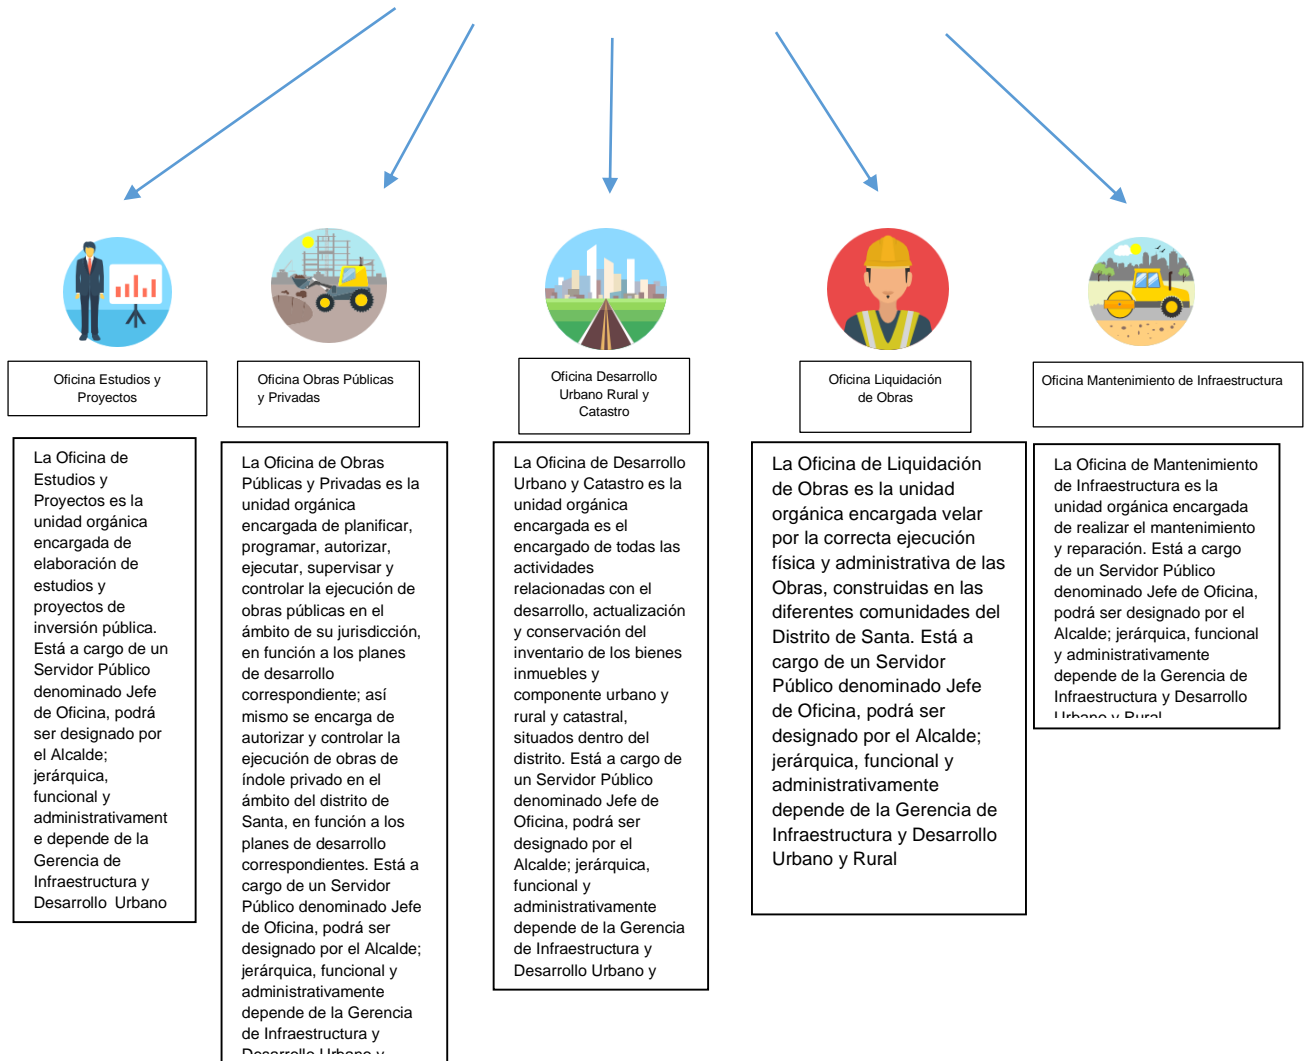 Oficina Estudios y
Proyectos
Oficina Obras Públicas
y Privadas
Oficina Desarrollo
Urbano Rural y
Catastro
Oficina Liquidación
de Obras
Oficina Mantenimiento de Infraestructura
La Oficina de
Estudios y
Proyectos es la
unidad orgánica
encargada de
elaboración de
estudios y
proyectos de
inversión pública.
Está a cargo de un
Servidor Público
denominado Jefe
de Oficina, podrá
ser designado por
el Alcalde;
jerárquica,
funcional y
administrativament
e depende de la
Gerencia de
Infraestructura y
Desarrollo Urbano
La Oficina de Obras
Públicas y Privadas es la
unidad orgánica
encargada de planificar,
programar, autorizar,
ejecutar, supervisar y
controlar la ejecución de
obras públicas en el
ámbito de su jurisdicción,
en función a los planes
de desarrollo
correspondiente; así
mismo se encarga de
autorizar y controlar la
ejecución de obras de
índole privado en el
ámbito del distrito de
Santa, en función a los
planes de desarrollo
correspondientes. Está a
cargo de un Servidor
Público denominado Jefe
de Oficina, podrá ser
designado por el Alcalde;
jerárquica, funcional y
administrativamente
depende de la Gerencia
de Infraestructura y
Desarrollo Urbano y
La Oficina de Desarrollo
Urbano y Catastro es la
unidad orgánica
encargada es el
encargado de todas las
actividades
relacionadas con el
desarrollo, actualización
y conservación del
inventario de los bienes
inmuebles y
componente urbano y
rural y catastral,
situados dentro del
distrito. Está a cargo de
un Servidor Público
denominado Jefe de
Oficina, podrá ser
designado por el
Alcalde; jerárquica,
funcional y
administrativamente
depende de la Gerencia
de Infraestructura y
Desarrollo Urbano y
La Oficina de Liquidación
de Obras es la unidad
orgánica encargada velar
por la correcta ejecución
física y administrativa de las
Obras, construidas en las
diferentes comunidades del
Distrito de Santa. Está a
cargo de un Servidor
Público denominado Jefe
de Oficina, podrá ser
designado por el Alcalde;
jerárquica, funcional y
administrativamente
depende de la Gerencia de
Infraestructura y Desarrollo
Urbano y Rural
La Oficina de Mantenimiento
de Infraestructura es la
unidad orgánica encargada
de realizar el mantenimiento
y reparación. Está a cargo
de un Servidor Público
denominado Jefe de Oficina,
podrá ser designado por el
Alcalde; jerárquica, funcional
y administrativamente
depende de la Gerencia de
Infraestructura y Desarrollo
Urbano y Rural